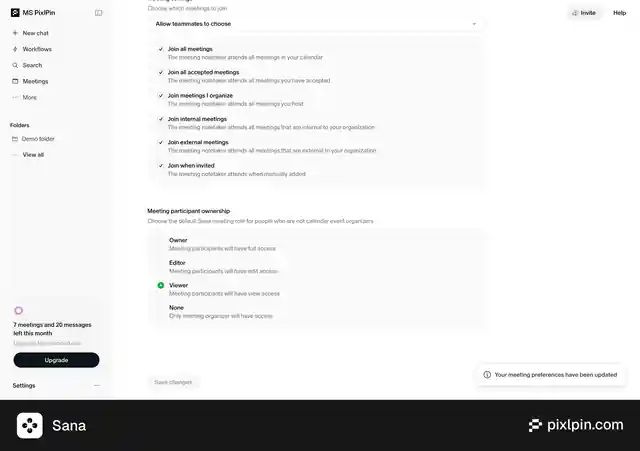 MS PixlPin
New chat
Workflows
Search
Meetings
More
Folders
Demo folder
View all
7 meetings and 20 messages
left this month
Upgrade
Settings
Choose which meetings to join
Allow teammates to choose
Join all meetings
The meeting notetaker attends all meetings in your calendar
Join all accepted meetings
The meeting notetaker attends all meetings you have accepted
Join meetings I organize
The meeting notetaker attends all meetings you host
Join internal meetings
The meeting notetaker attends all meetings that are internal to your organization
Join external meetings
The meeting notetaker attends all meetings that are external to your organization
Join when invited
The meeting notetaker attends when manually added
Meeting participant ownership
Choose the default Sana meeting role for people who are not calendar event organizers
Owner
Meeting participants will have full access
Editor
Meeting participants will have edit access
Viewer
Meeting participants will have view access
None
Only meeting organizer will have access
Save changes
Invite
Help
Your meeting preferences have been updated
Sana
pixlpin.com